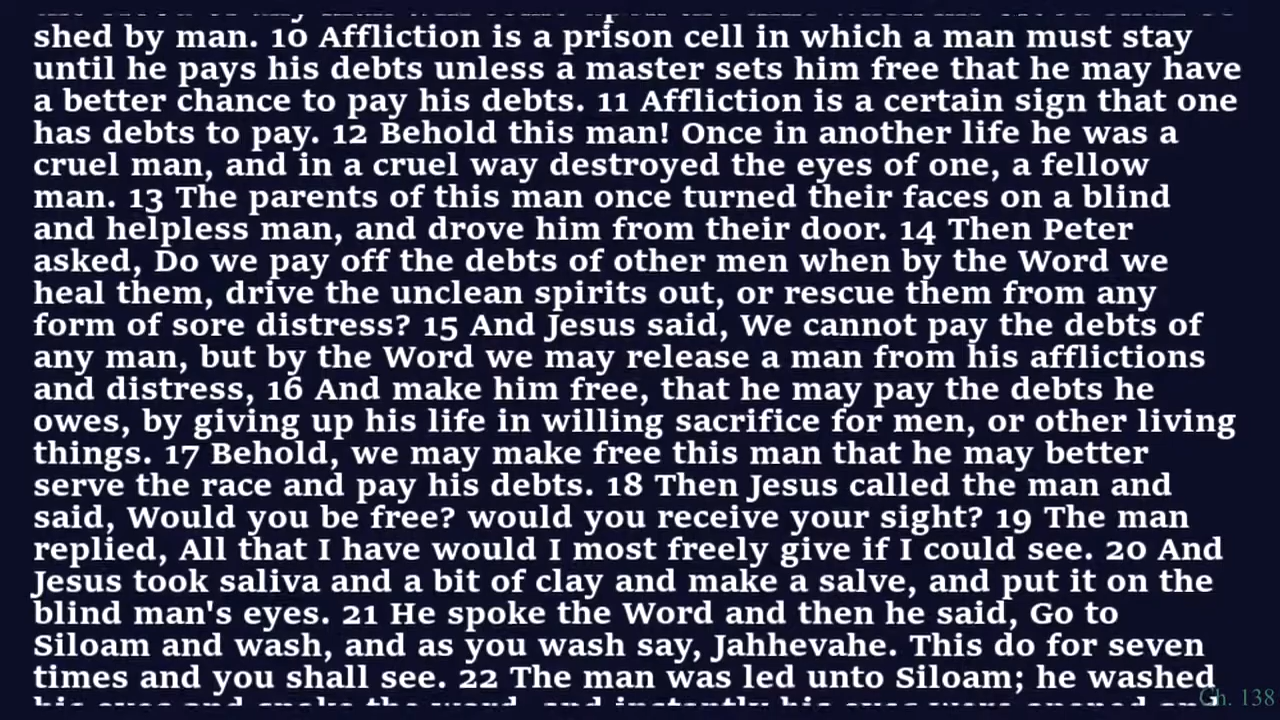 shed by man. 10 Affliction is a prison cell in which a man must stay
until he pays his debts unless a master sets him free that he may have
a better chance to pay his debts. 11 Affliction is a certain sign that one
has debts to pay. 12 Behold this man! Once in another life he was a
cruel man, and in a cruel way destroyed the eyes of one, a fellow
man. 13 The parents of this man once turned their faces on a blind
and helpless man, and drove him from their door. 14 Then Peter
asked, Do we pay off the debts of other men when by the Word we
heal them, drive the unclean spirits out, or rescue them from any
form of sore distress? 15 And Jesus said, We cannot pay the debts of
any man, but by the Word we may release a man from his afflictions
and distress, 16 And make him free, that he may pay the debts he
owes, by giving up his life in willing sacrifice for men, or other living
things. 17 Behold, we may make free this man that he may better
serve the race and pay his debts. 18 Then Jesus called the man and
said, Would you be free? would you receive your sight? 19 The man
replied, All that I have would I most freely give if I could see. 20 And
Jesus took saliva and a bit of clay and make a salve, and put it on the
blind man's eyes. 21 He spoke the Word and then he said, Go to
Siloam and wash, and as you wash say, Jahhevahe. This do for seven
times and you shall see. 22 The man was led unto Siloam; he washed
his eyes and spoke the word, and instantly his eyes were opened and
Ch. 138